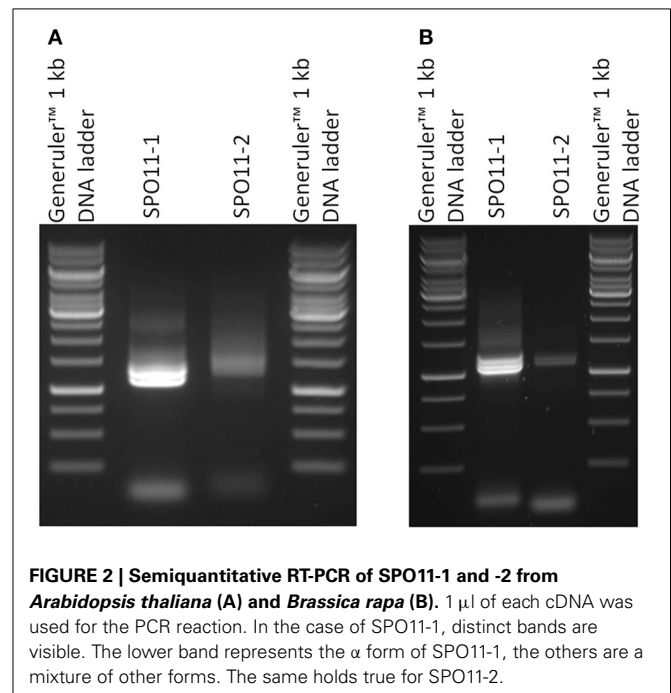 A
B
Generuler™ 1 kb
DNA ladder
SPO11-1
SPO11-2
Generuler™ 1 kb
DNA ladder
Generuler™ 1 kb
DNA ladder
SPO11-1
SPO11-2
Generuler™ 1 kb
DNA ladder
FIGURE 2 | Semiquantitative RT-PCR of SPO11-1 and -2 from
Arabidopsis thaliana (A) and Brassica rapa (B). 1 μl of each cDNA was
used for the PCR reaction. In the case of SPO11-1, distinct bands are
visible. The lower band represents the α form of SPO11-1, the others are a
mixture of other forms. The same holds true for SPO11-2.